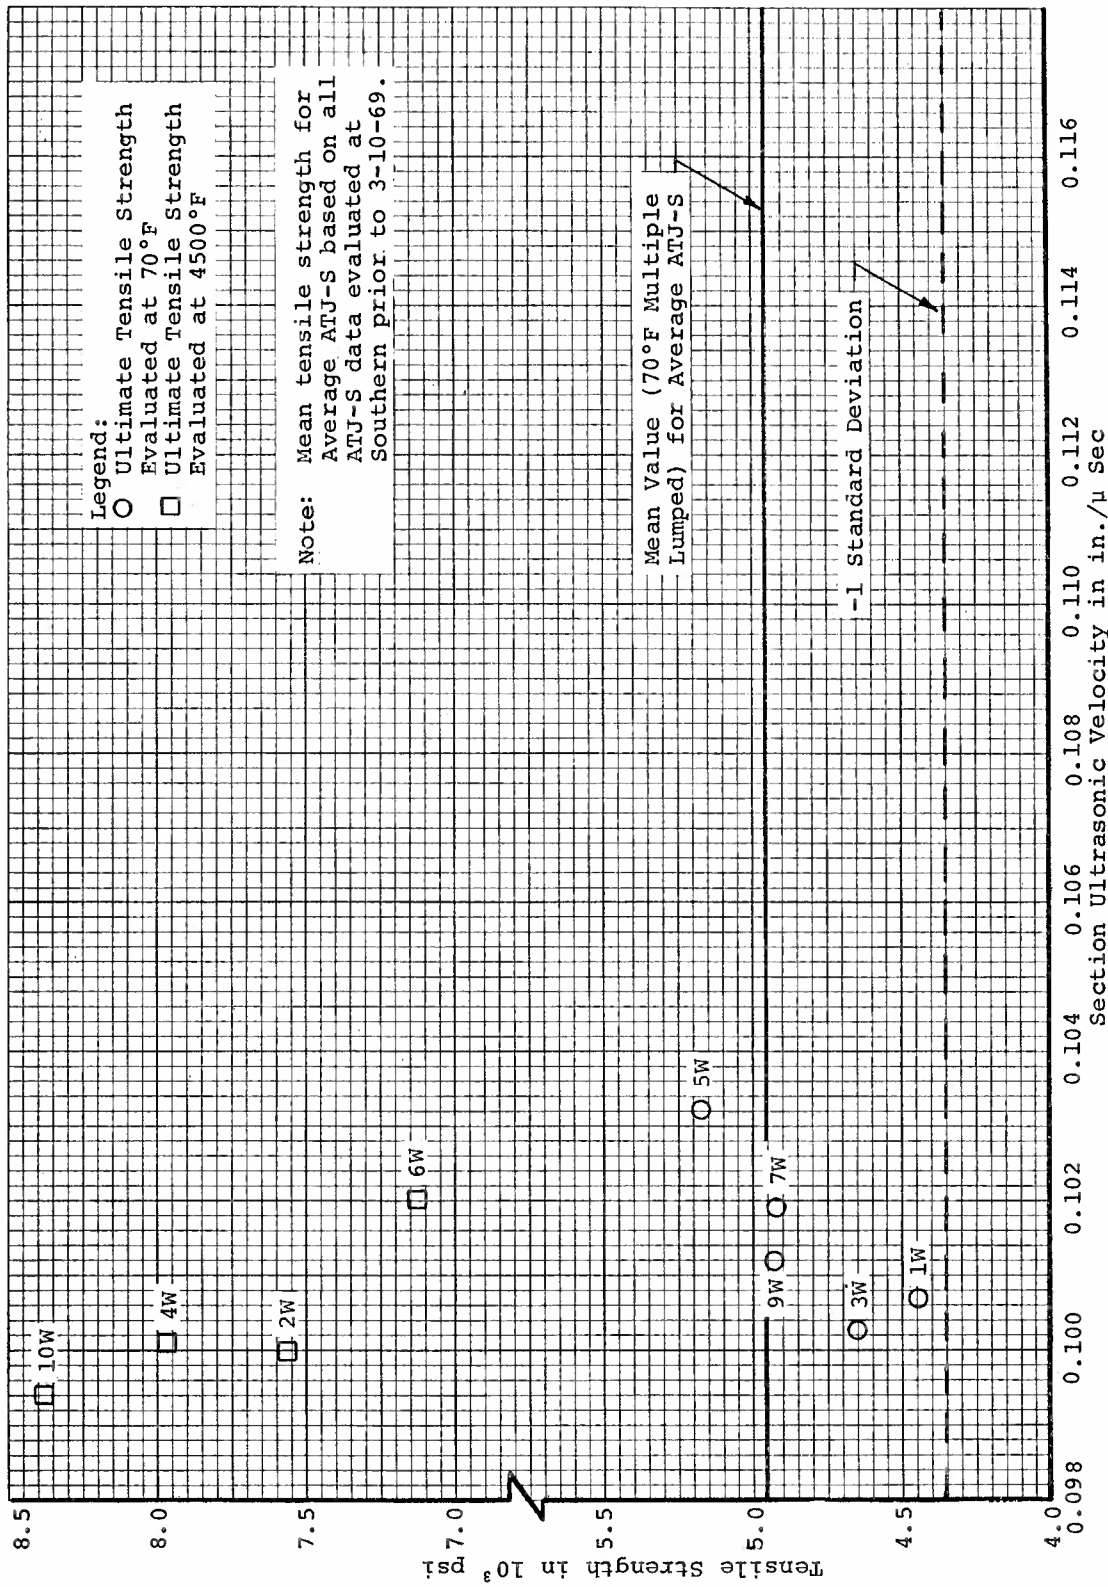 Legend:
○ Ultimate Tensile Strength
Evaluated at 70°F
□ Ultimate Tensile Strength
Evaluated at 4500°F
Note: Mean tensile strength for
Average ATJ-S based on all
ATJ-S data evaluated at
Southern prior to 3-10-69.
Mean Value (70°F Multiple
Lumped) for Average ATJ-S
-1 Standard Deviation
10W
4W
2W
6W
5W
7W
9W
3W
1W
8.5
8.0
7.5
7.0
5.5
5.0
4.5
4.0
Tensile Strength in 10³ psi
0.098
0.100
0.102
0.104
0.106
0.108
0.110
0.112
0.114
0.116
Section Ultrasonic Velocity in in./μ Sec